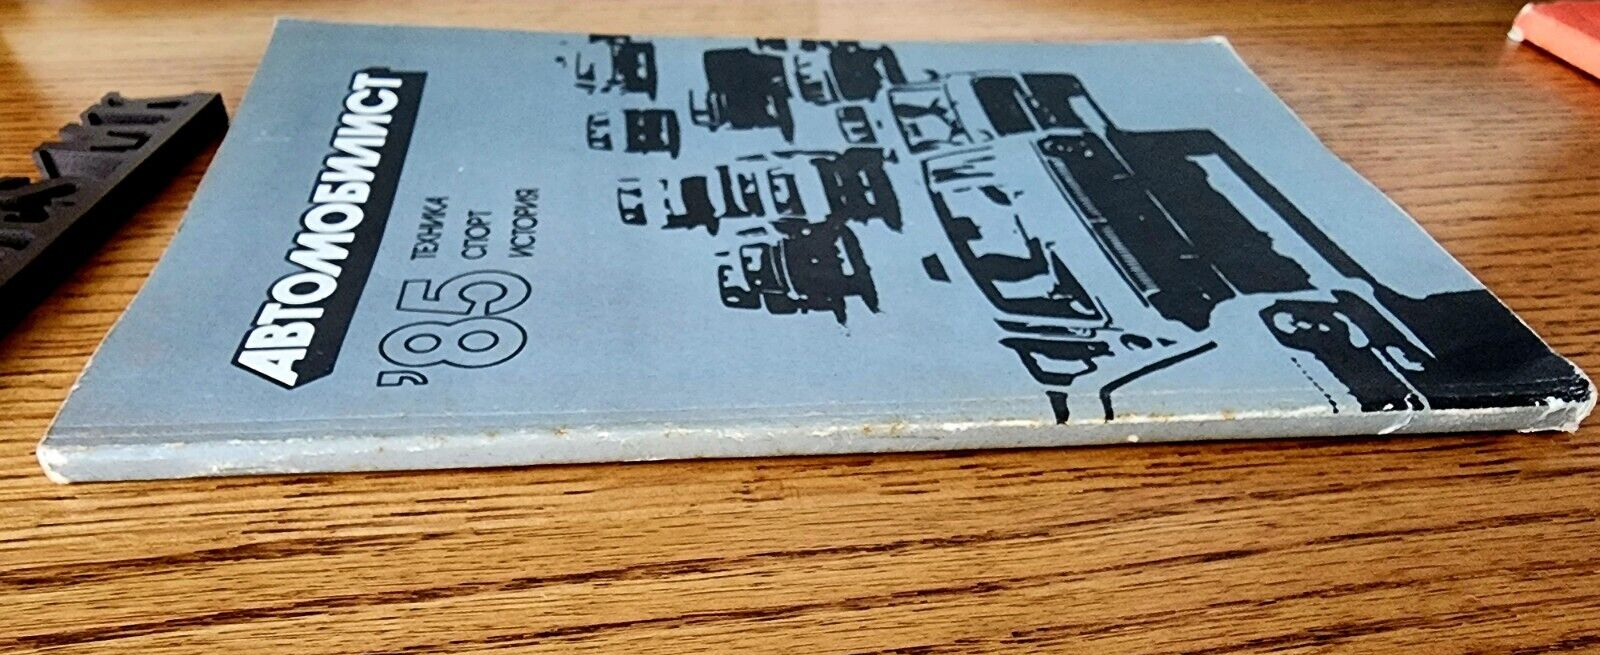 АВТОМОБИЛИСТ
'85
ТЕХНИКА
СПОРТ
ИСТОРИЯ